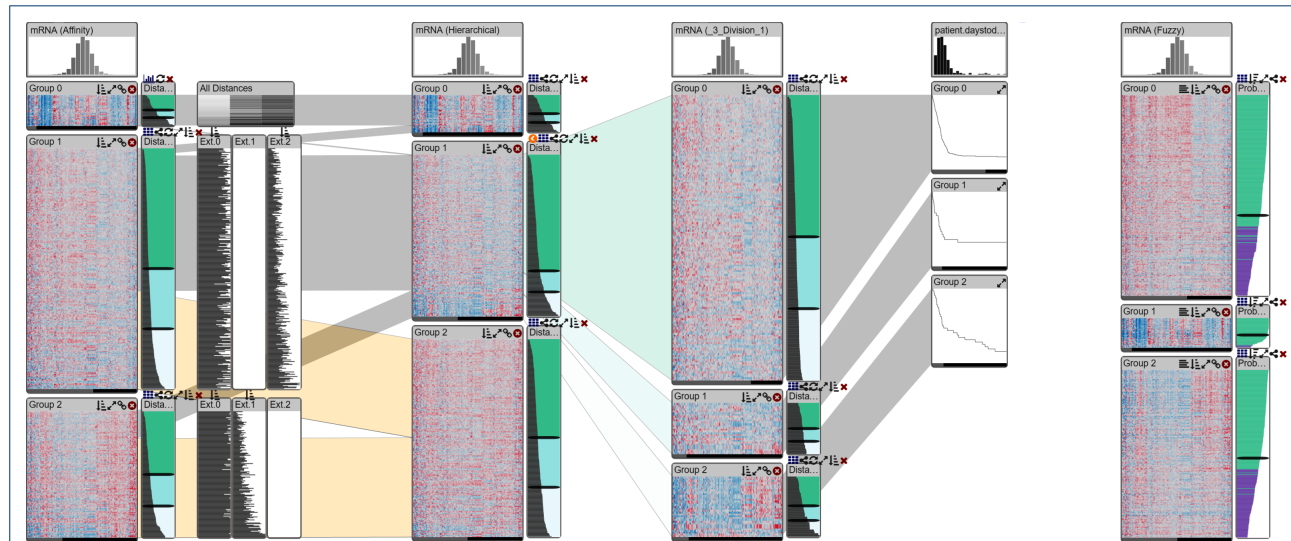 mRNA (Affinity)
Group 0
Dista...
All Distances
Group 1
Dista...
Ext.0
Ext.1
Ext.2
Group 2
Dista...
Ext.0
Ext.1
Ext.2
mRNA (Hierarchical)
Group 0
Dista...
Group 1
Dista...
Group 2
Dista...
mRNA (_3_Division_1)
Group 0
Dista...
Group 1
Dista...
Group 2
Dista...
patient.daystod...
Group 0
Group 1
Group 2
mRNA (Fuzzy)
Group 0
Prob...
Group 1
Prob...
Group 2
Prob...